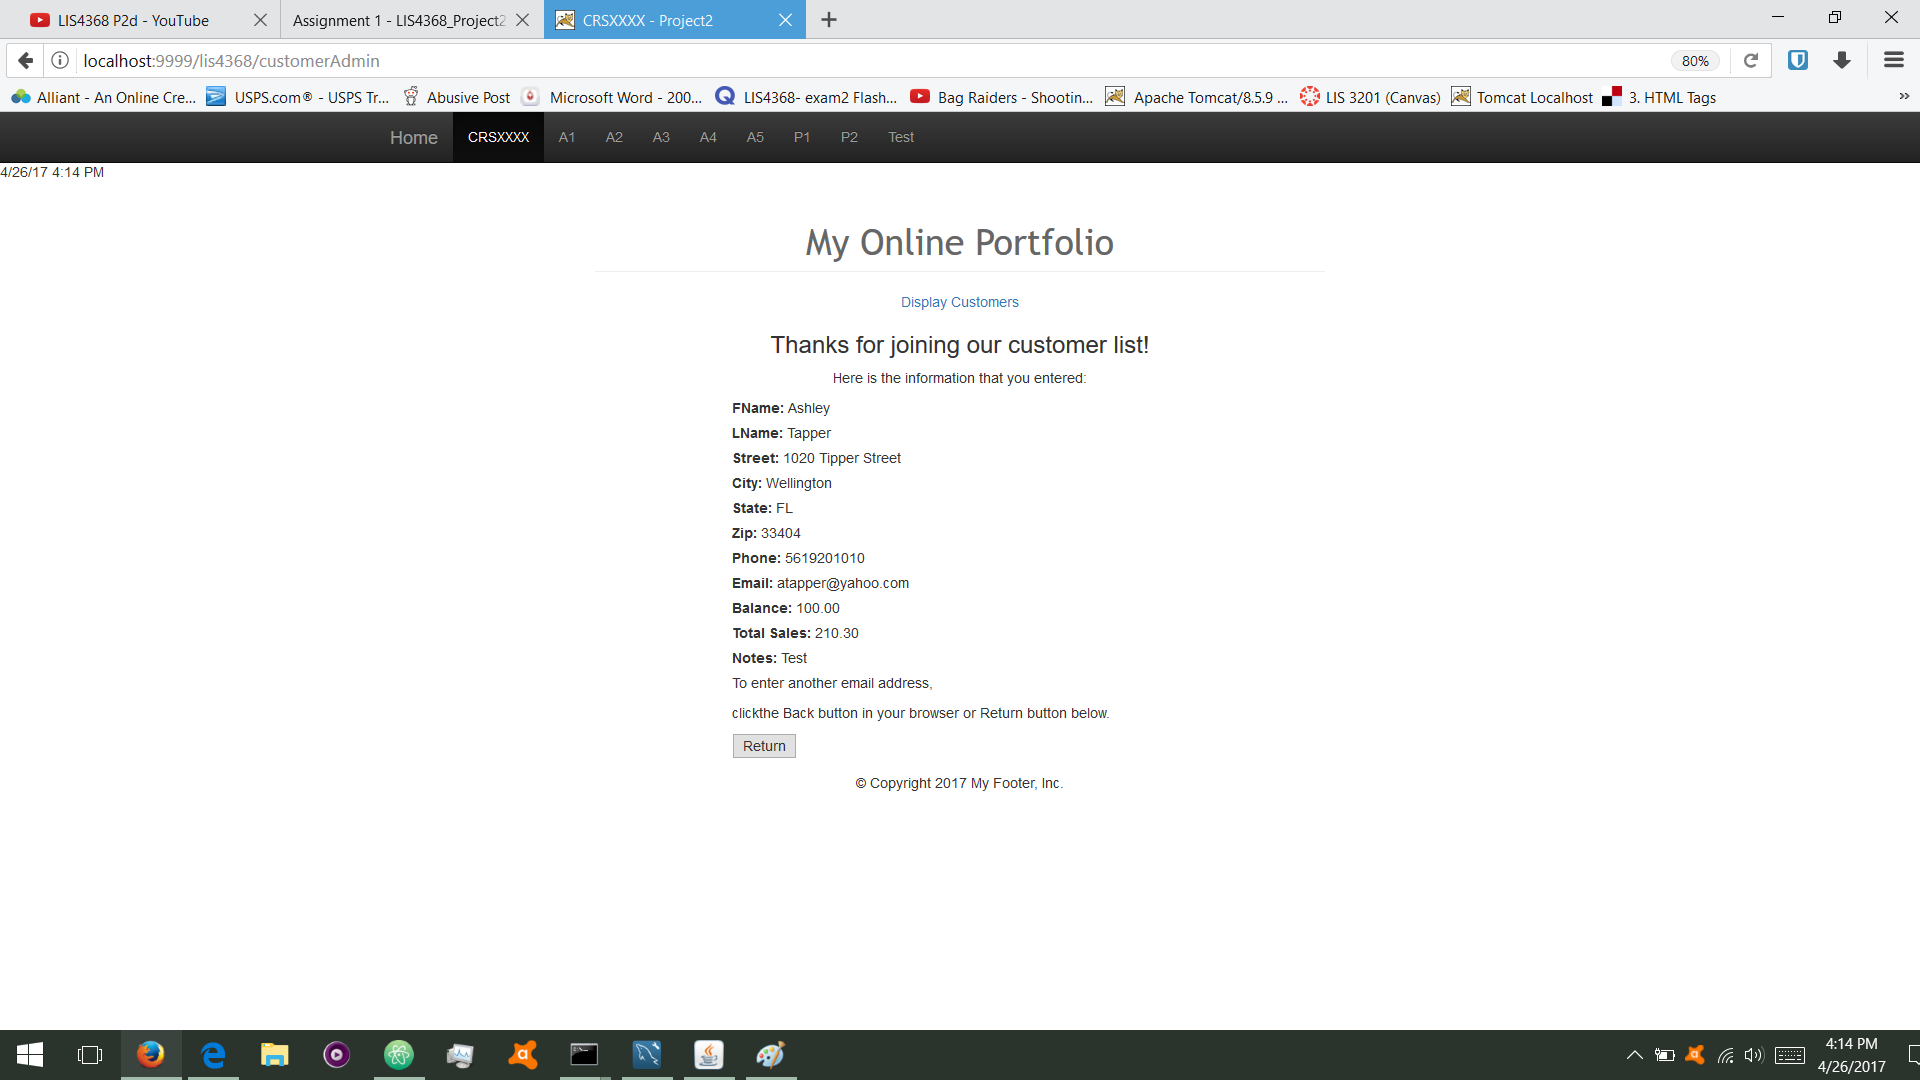 LIS4368 P2d - YouTube
Assignment 1 - LIS4368_Project2
CRSXXXX - Project2
localhost:9999/lis4368/customerAdmin
80%
Alliant - An Online Cre... USPS.com® - USPS Tr... Abusive Post Microsoft Word - 200... LIS4368- exam2 Flash... Bag Raiders - Shootin... Apache Tomcat/8.5.9 ... LIS 3201 (Canvas) Tomcat Localhost 3. HTML Tags »
Home CRSXXXX A1 A2 A3 A4 A5 P1 P2 Test
4/26/17 4:14 PM
My Online Portfolio
Display Customers
Thanks for joining our customer list!
Here is the information that you entered:
FName: Ashley
LName: Tapper
Street: 1020 Tipper Street
City: Wellington
State: FL
Zip: 33404
Phone: 5619201010
Email: atapper@yahoo.com
Balance: 100.00
Total Sales: 210.30
Notes: Test
To enter another email address,
clickthe Back button in your browser or Return button below.
Return
© Copyright 2017 My Footer, Inc.
4:14 PM
4/26/2017